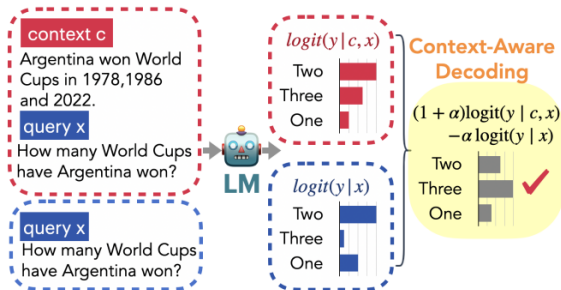 context c
Argentina won World
Cups in 1978,1986
and 2022.
query x
How many World Cups
have Argentina won?
query x
How many World Cups
have Argentina won?
LM
logit(y | c, x)
Two
Three
One
logit(y | x)
Two
Three
One
Context-Aware
Decoding
(1 + α)logit(y | c, x)
−α logit(y | x)
Two
Three
One